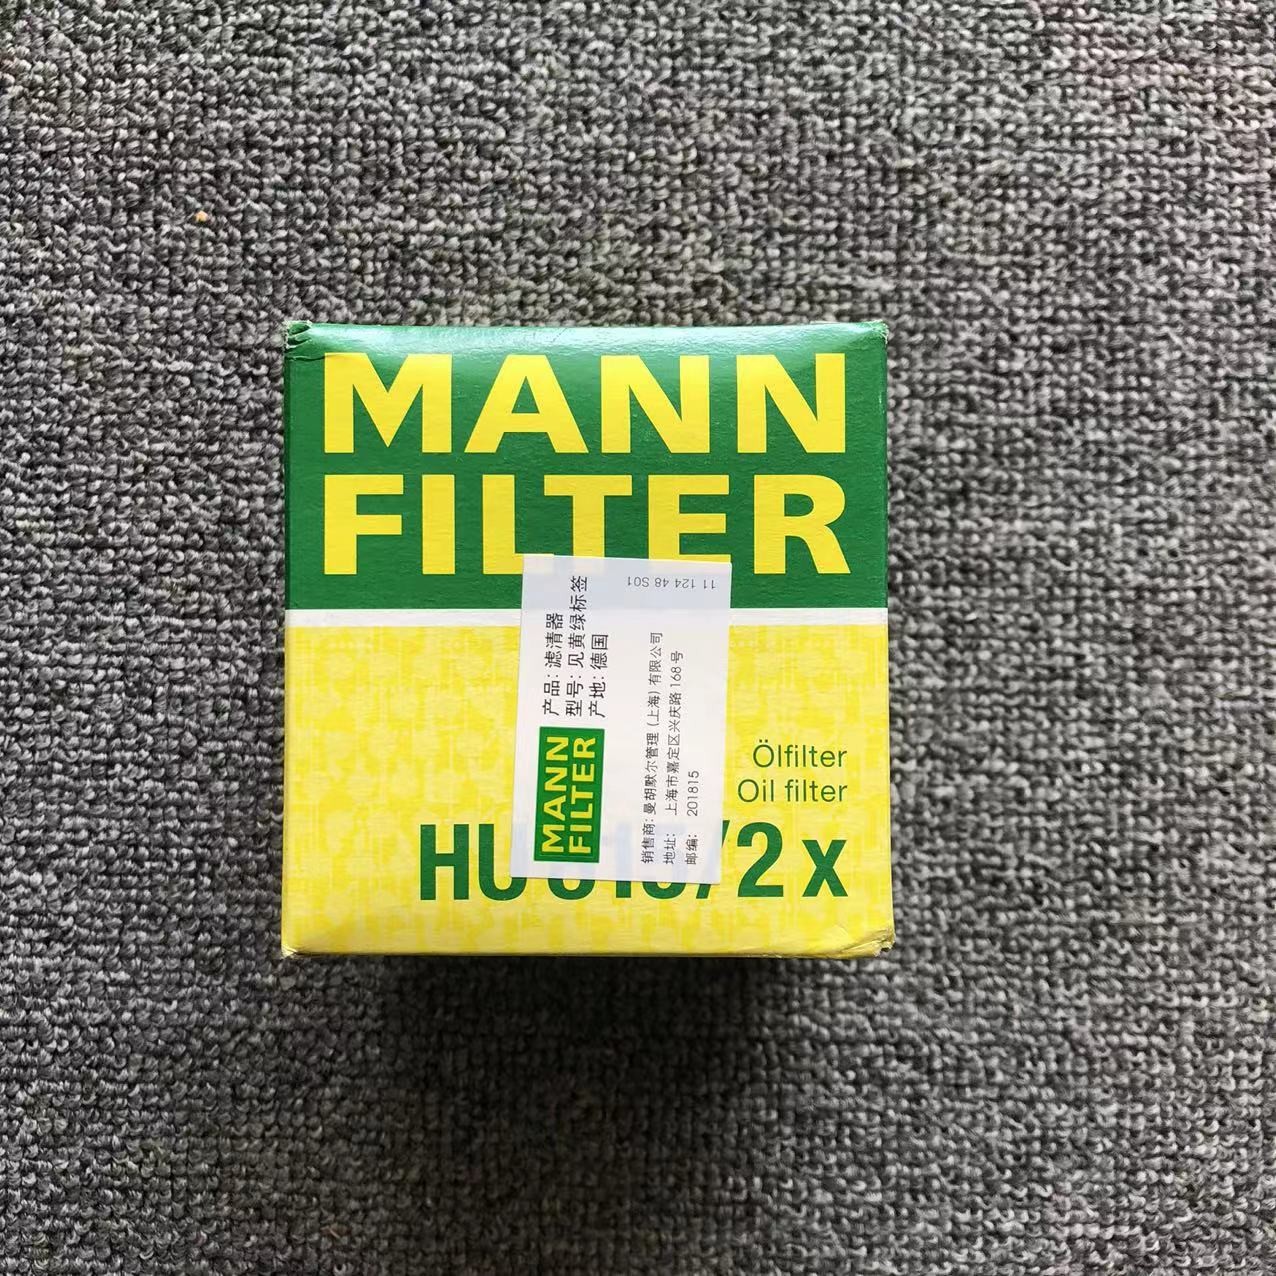 MANN
FILTER
11 124 48 S01
产品: 滤清器
型号: 见黄绿标签
产地: 德国
MANN
FILTER
销售商: 曼胡默尔管理 (上海) 有限公司
地址: 上海市嘉定区兴庆路 168 号
邮编: 201815
Ölfilter
Oil filter
HU /2 x